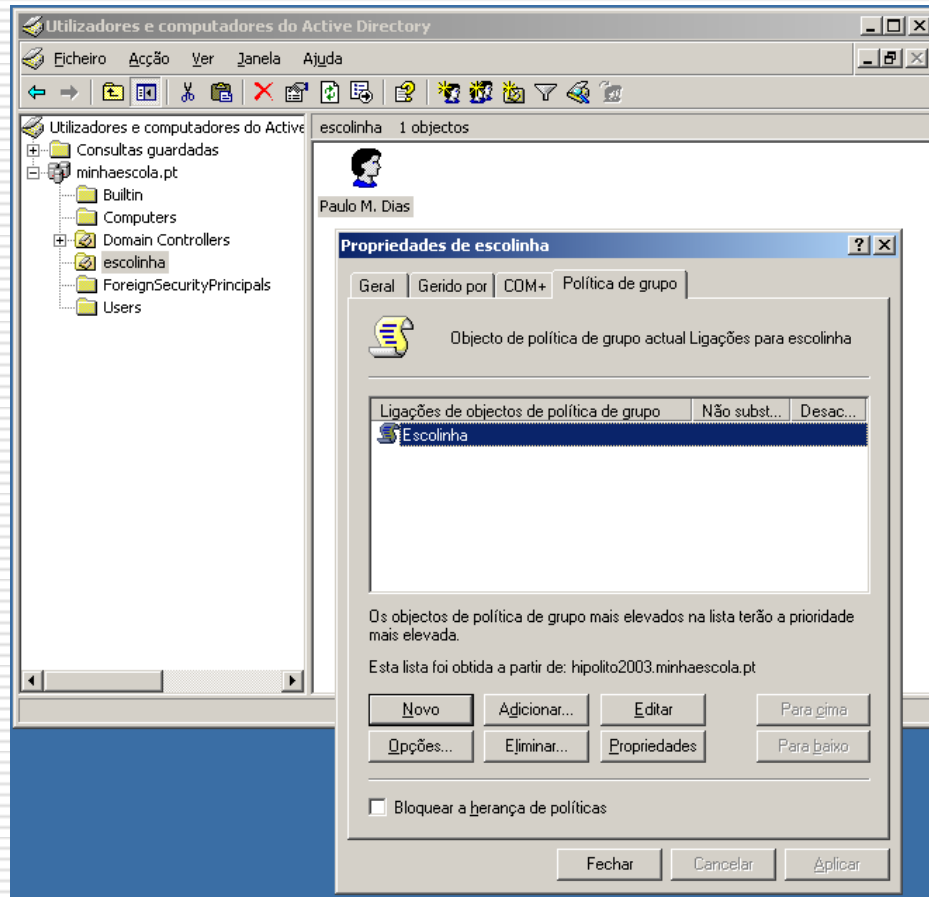 Utilizadores e computadores do Active Directory
Ficheiro Acção Ver Janela Ajuda
Utilizadores e computadores do Active
Consultas guardadas
minhaescola.pt
Builtin
Computers
Domain Controllers
escolinha
ForeignSecurityPrincipals
Users
escolinha 1 objectos
Paulo M. Dias
Propriedades de escolinha
Geral Gerido por COM+ Política de grupo
Objecto de política de grupo actual Ligações para escolinha
Ligações de objectos de política de grupo Não subst... Desac...
Escolinha
Os objectos de política de grupo mais elevados na lista terão a prioridade
mais elevada.
Esta lista foi obtida a partir de: hipolito2003.minhaescola.pt
Novo Adicionar... Editar Para cima
Opções... Eliminar... Propriedades Para baixo
Bloquear a herança de políticas
Fechar Cancelar Aplicar